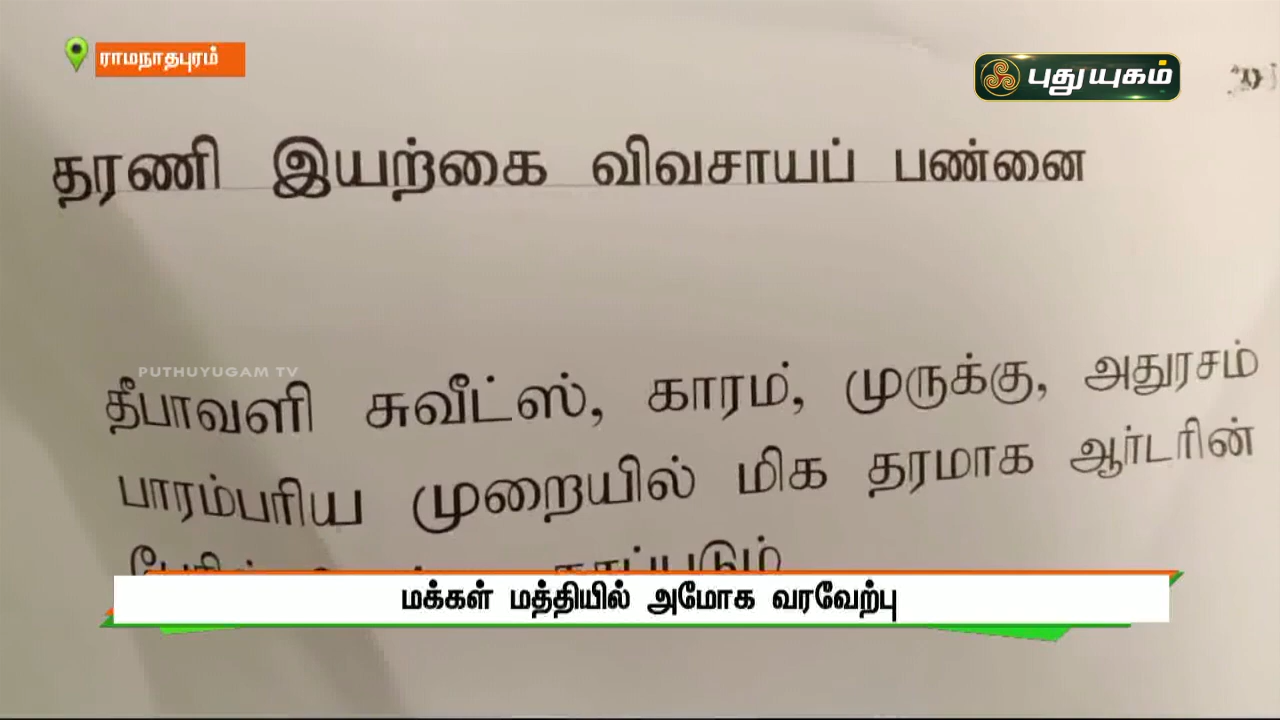 ராமநாதபுரம்
புதுயுகம்
தரணி இயற்கை விவசாயப் பண்னை
PUTHUYUGAM TV
தீபாவளி சுவீட்ஸ், காரம், முருக்கு, அதுரசம்
பாரம்பரிய முறையில் மிக தரமாக ஆர்டரின்
மக்கள் மத்தியில் அமோக வரவேற்பு